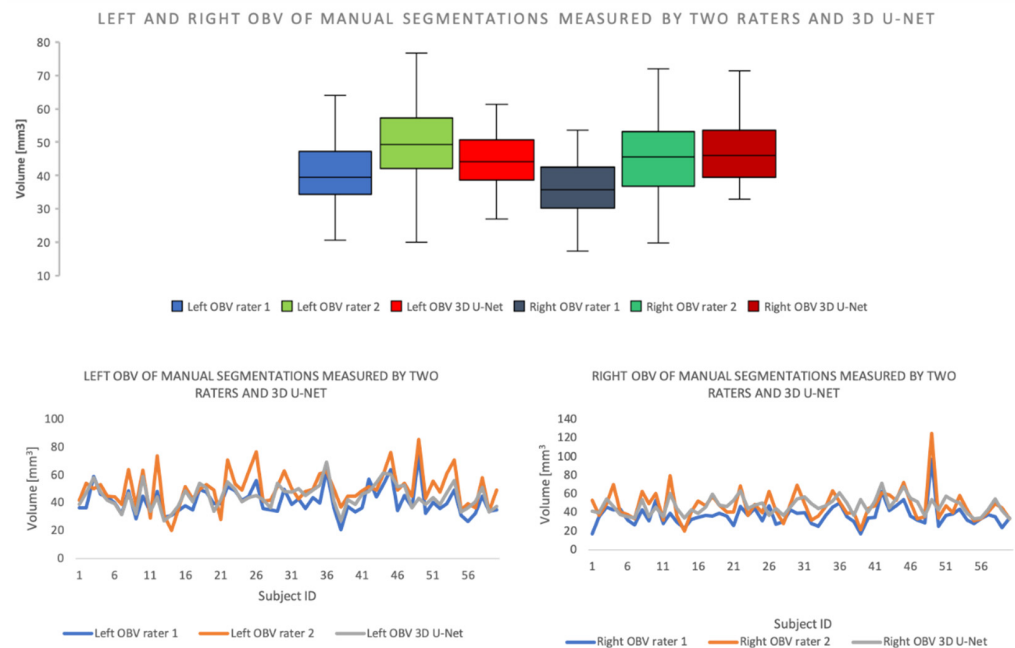 LEFT AND RIGHT OBV OF MANUAL SEGMENTATIONS MEASURED BY TWO RATERS AND 3D U-NET
Volume [mm3]
80
70
60
50
40
30
20
10
Left OBV rater 1 Left OBV rater 2 Left OBV 3D U-Net Right OBV rater 1 Right OBV rater 2 Right OBV 3D U-Net
LEFT OBV OF MANUAL SEGMENTATIONS MEASURED BY TWO
RATERS AND 3D U-NET
Volume [mm³]
100
80
60
40
20
0
1 6 11 16 21 26 31 36 41 46 51 56
Subject ID
Left OBV rater 1 Left OBV rater 2 Left OBV 3D U-Net
RIGHT OBV OF MANUAL SEGMENTATIONS MEASURED BY TWO
RATERS AND 3D U-NET
Volume [mm³
140
120
100
80
60
40
20
0
1 6 11 16 21 26 31 36 41 46 51 56
Subject ID
Right OBV rater 1 Right OBV rater 2 Right OBV 3D U-Net